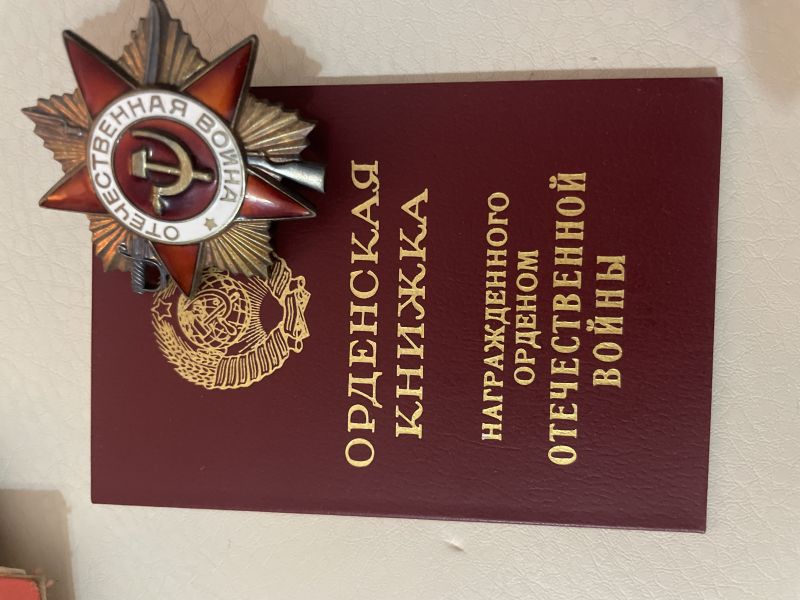 ОТЕЧЕСТВЕННАЯ ВОЙНА
ОРДЕНСКАЯ
КНИЖКА
НАГРАЖДЕННОГО
ОРДЕНОМ
ОТЕЧЕСТВЕННОЙ
ВОЙНЫ